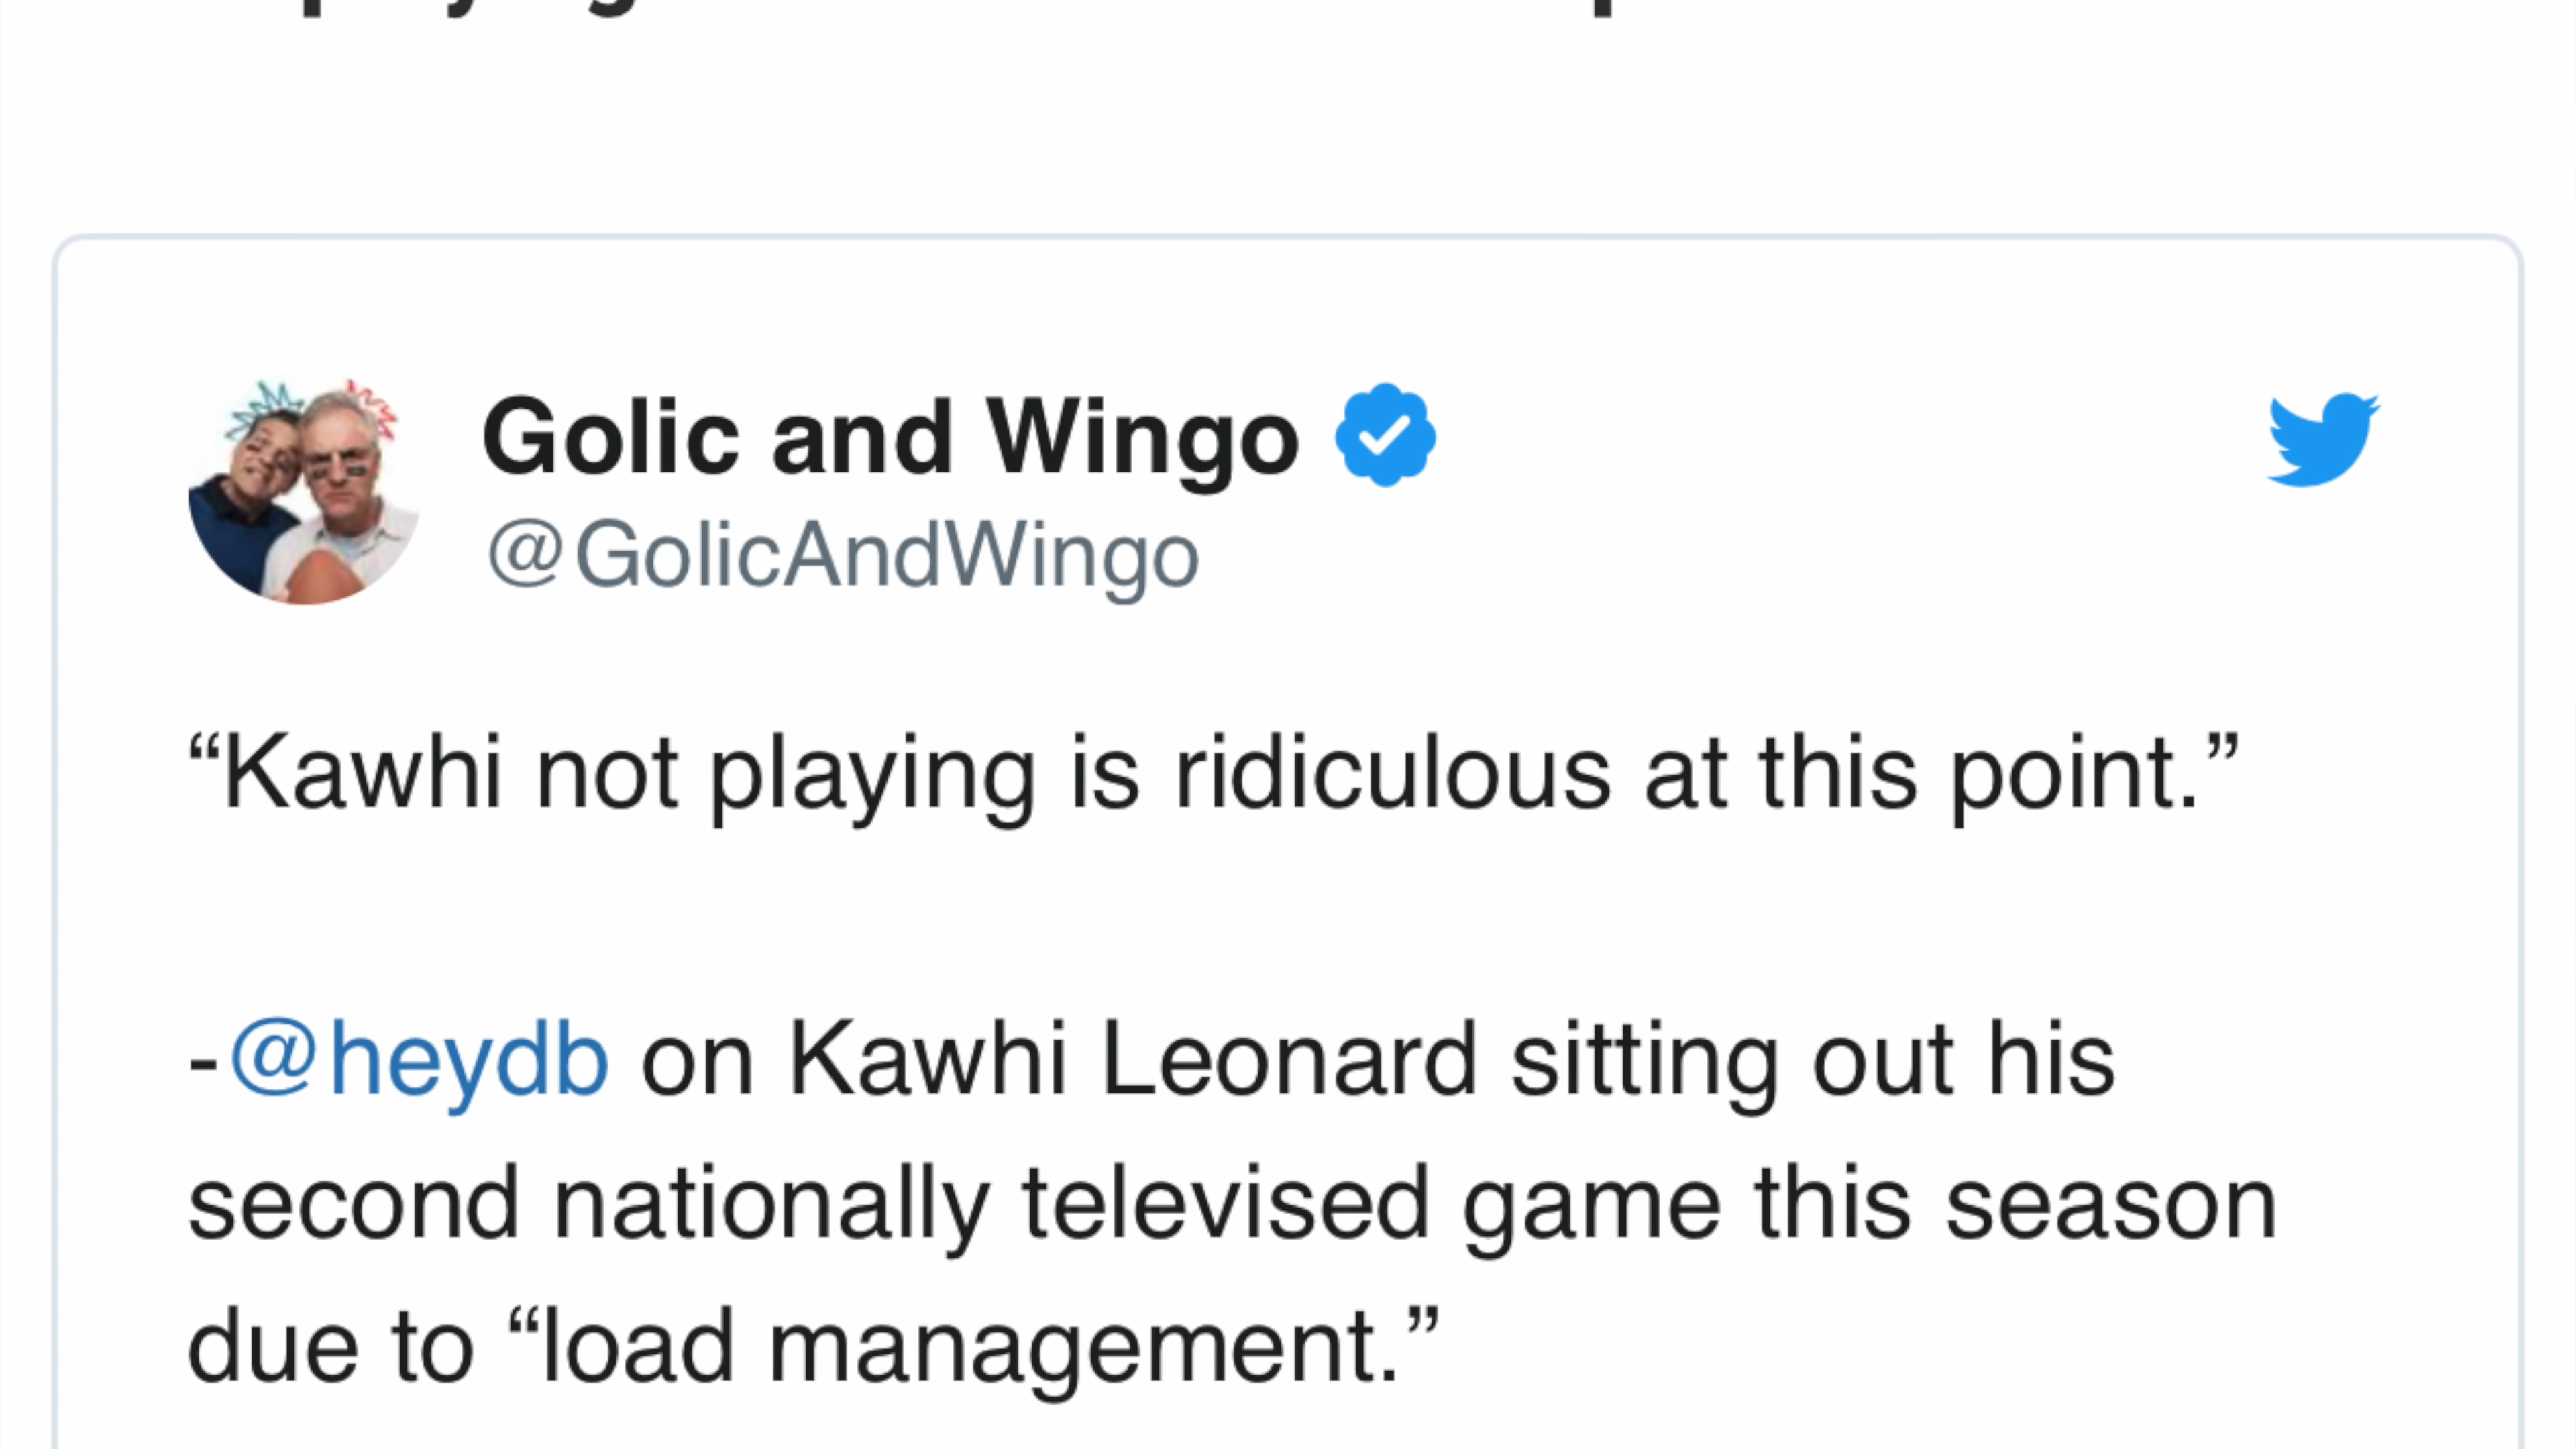 Golic and Wingo
@GolicAndWingo
“Kawhi not playing is ridiculous at this point.”
-@heydb on Kawhi Leonard sitting out his
second nationally televised game this season
due to “load management.”